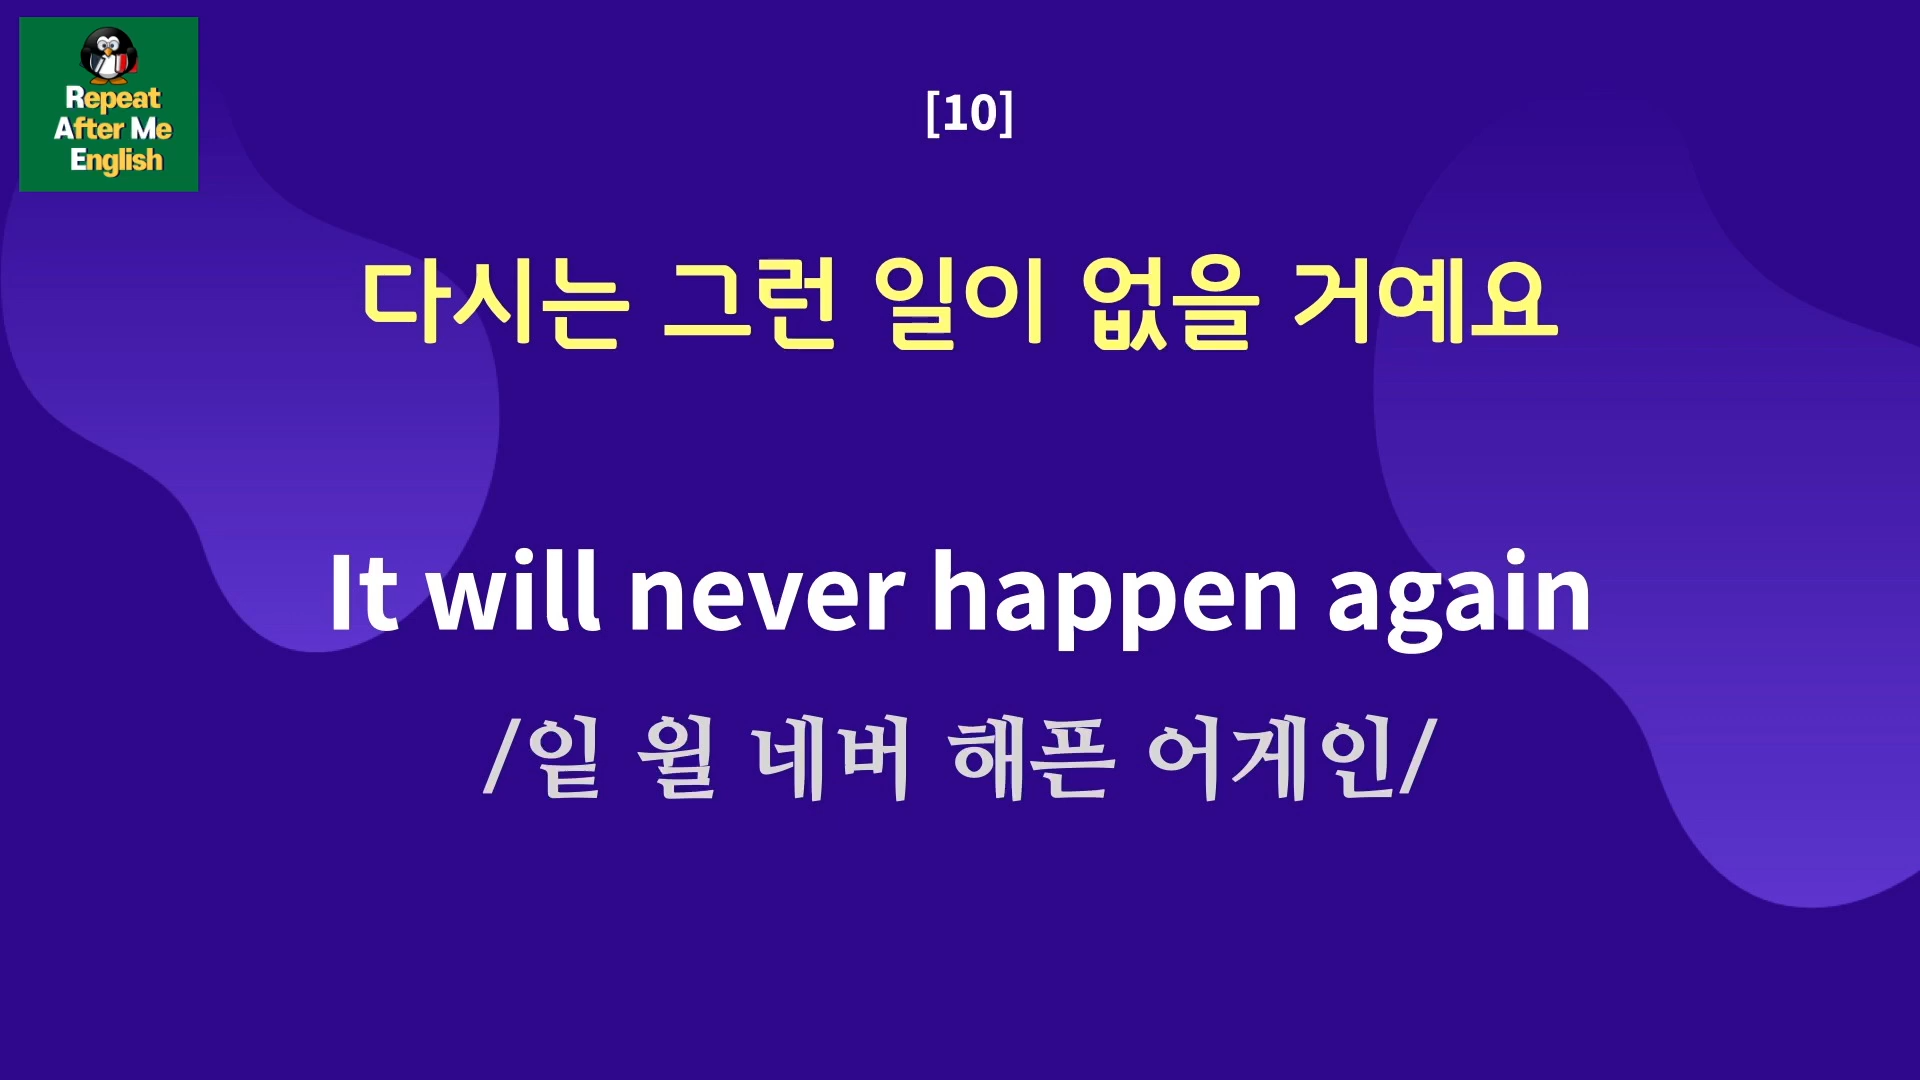 Repeat
After Me
English
[10]
다시는 그런 일이 없을 거예요
It will never happen again
/잍 월 네버 해픈 어게인/